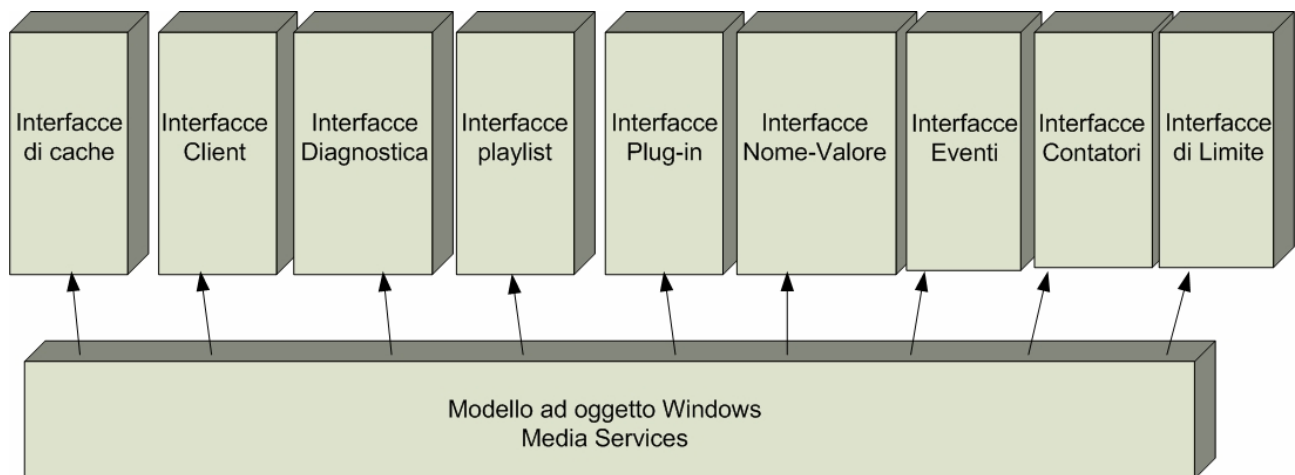 Interfacce
di cache
Interfacce
Client
Interfacce
Diagnostica
Interfacce
playlist
Interfacce
Plug-in
Interfacce
Nome-Valore
Interfacce
Eventi
Interfacce
Contatori
Interfacce
di Limite
Modello ad oggetto Windows
Media Services